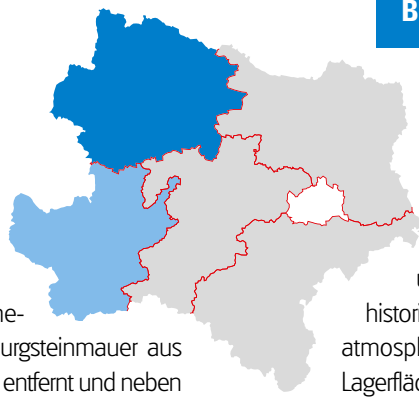 B
ne-
urgsteinmauer aus
entfernt und neben
u
histori
atmosph
Lagerfläc